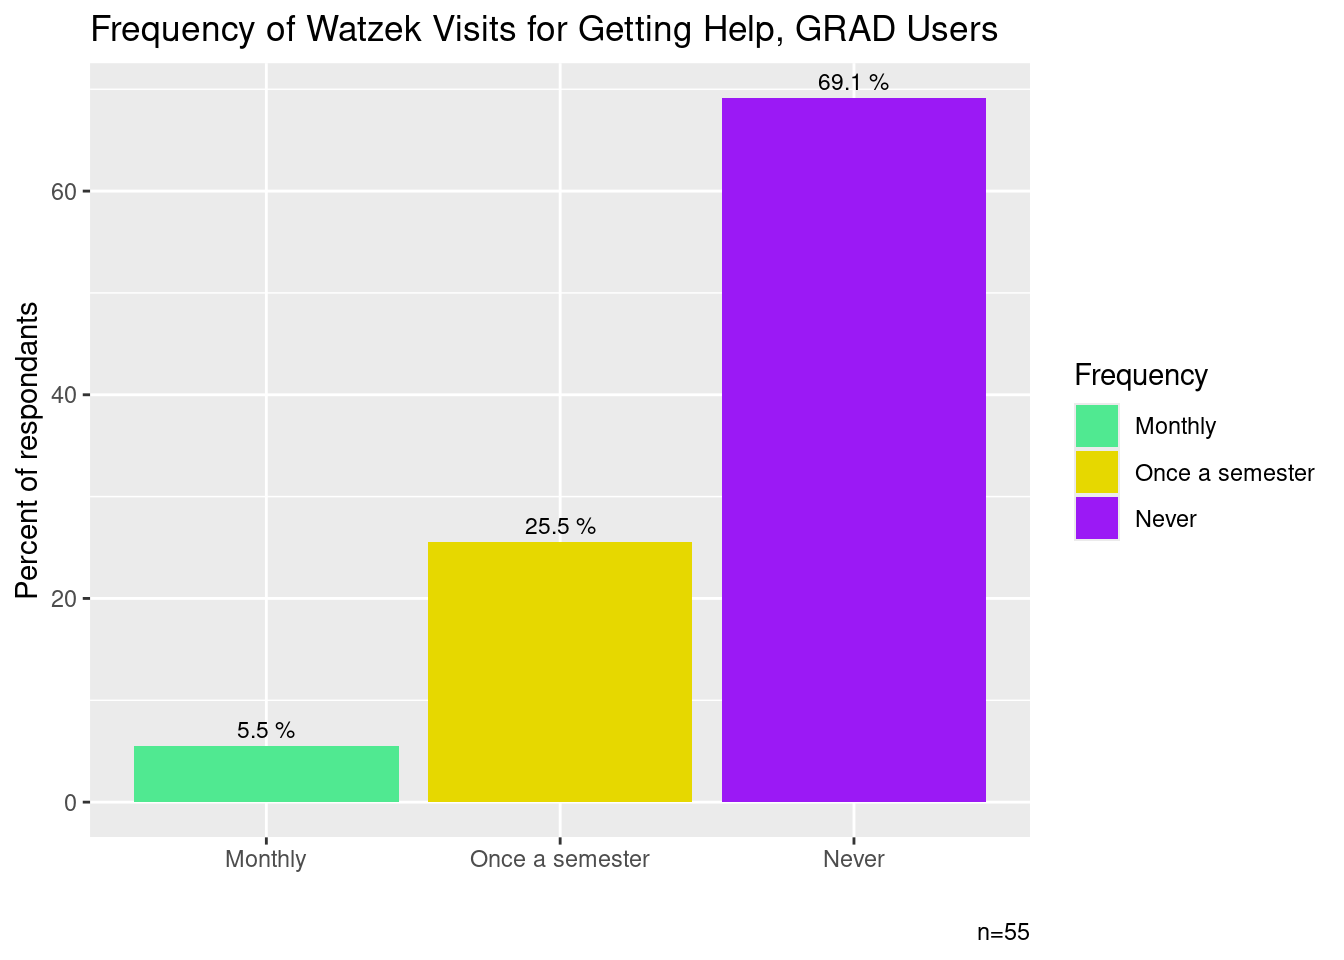 Frequency of Watzek Visits for Getting Help, GRAD Users
Percent of respondants
60
40
20
0
5.5 %
25.5 %
69.1 %
Monthly
Once a semester
Never
Frequency
Monthly
Once a semester
Never
n=55